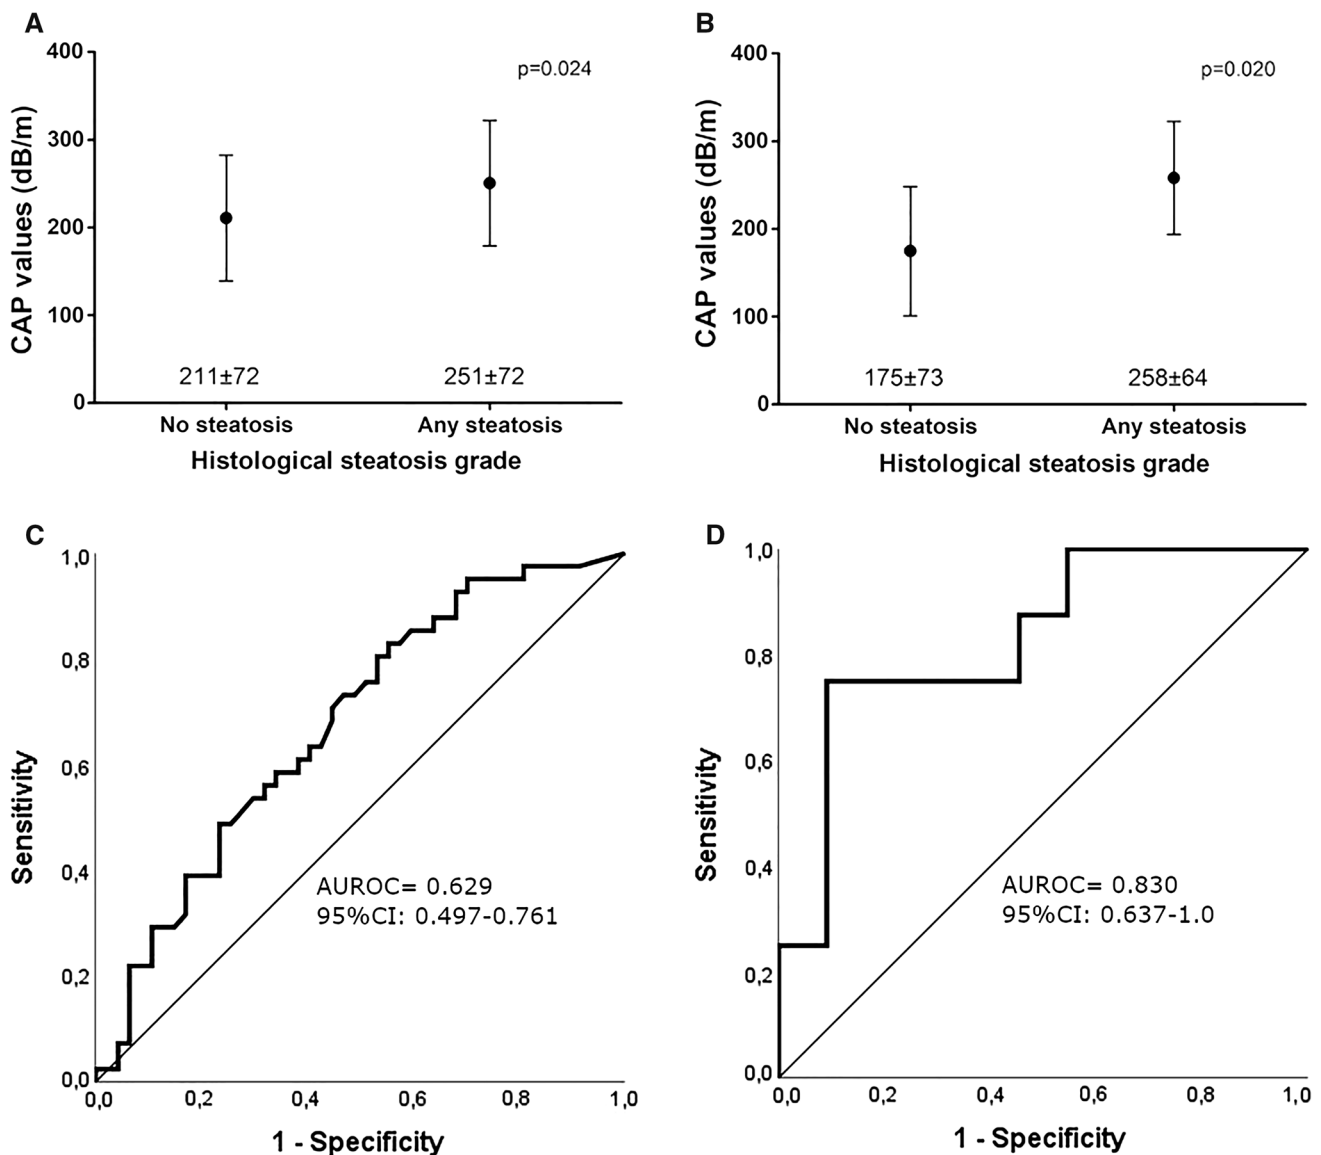 A
400
300
200
100
0
CAP values (dB/m)
p=0.024
211±72
251±72
No steatosis
Any steatosis
Histological steatosis grade
B
400
300
200
100
0
CAP values (dB/m)
p=0.020
175±73
258±64
No steatosis
Any steatosis
Histological steatosis grade
C
1,0
0,8
0,6
0,4
0,2
0,0
Sensitivity
AUROC= 0.629
95%CI: 0.497-0.761
0,0
0,2
0,4
0,6
0,8
1,0
1 - Specificity
D
1,0
0,8
0,6
0,4
0,2
0,0
Sensitivity
AUROC= 0.830
95%CI: 0.637-1.0
0,0
0,2
0,4
0,6
0,8
1,0
1 - Specificity